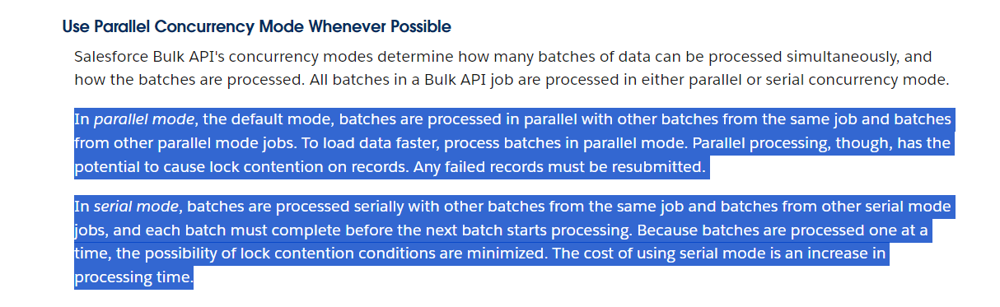 Use Parallel Concurrency Mode Whenever Possible
Salesforce Bulk API's concurrency modes determine how many batches of data can be processed simultaneously, and
how the batches are processed. All batches in a Bulk API job are processed in either parallel or serial concurrency mode.
In parallel mode, the default mode, batches are processed in parallel with other batches from the same job and batches
from other parallel mode jobs. To load data faster, process batches in parallel mode. Parallel processing, though, has the
potential to cause lock contention on records. Any failed records must be resubmitted.
In serial mode, batches are processed serially with other batches from the same job and batches from other serial mode
jobs, and each batch must complete before the next batch starts processing. Because batches are processed one at a
time, the possibility of lock contention conditions are minimized. The cost of using serial mode is an increase in
processing time.